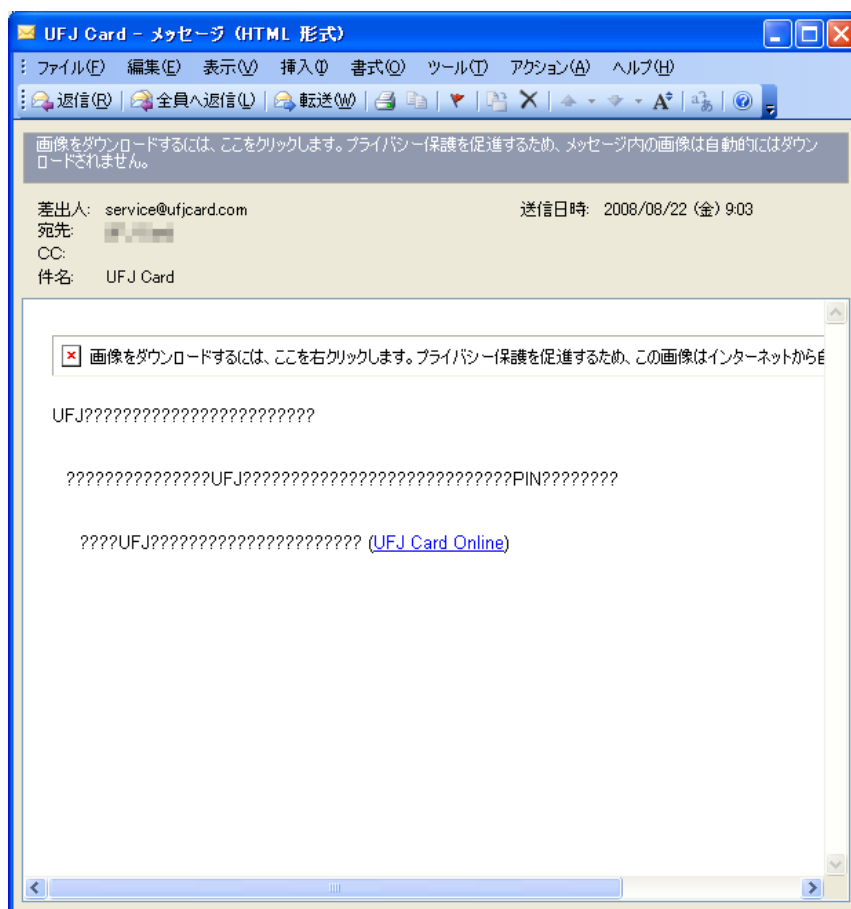 UFJ Card - メッセージ (HTML 形式)
ファイル(F) 編集(E) 表示(V) 挿入(I) 書式(O) ツール(T) アクション(A) ヘルプ(H)
返信(R) 全員へ返信(L) 転送(W)
画像をダウンロードするには、ここをクリックします。プライバシー保護を促進するため、メッセージ内の画像は自動的にはダウン
ロードされません。
差出人: service@ufjcard.com 送信日時: 2008/08/22 (金) 9:03
宛先:
CC:
件名: UFJ Card
画像をダウンロードするには、ここを右クリックします。プライバシー保護を促進するため、この画像はインターネットから自
UFJ????????????????????????
???????????????UFJ????????????????????????????PIN????????
????UFJ?????????????????????? (UFJ Card Online)